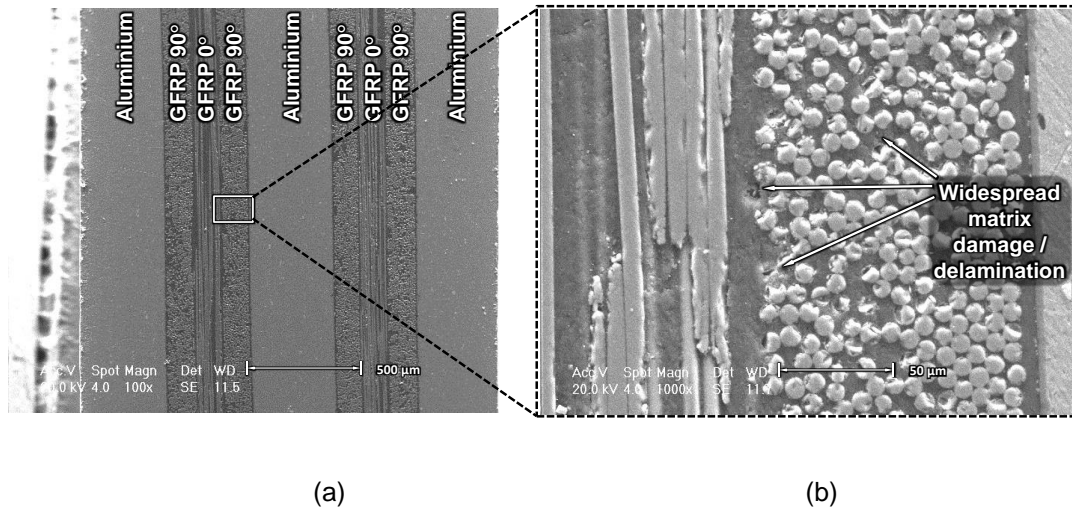 Aluminium
GFRP 90°
GFRP 0°
GFRP 90°
Aluminium
GFRP 90°
GFRP 0°
GFRP 90°
Aluminium
Spot Magn Det WD
4.0 100x SE 11.5
500 µm
Widespread
matrix
damage /
delamination
Acc.V Spot Magn Det WD
20.0 kV 4.0 1000x SE
50 µm
(a)
(b)